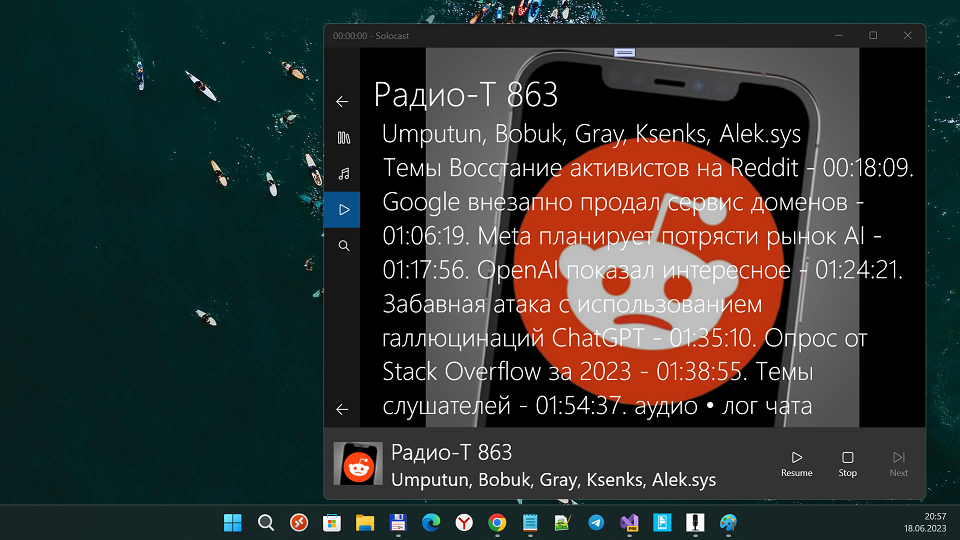 00:00:00 - Solocast
Радио-Т 863
Umputun, Bobuk, Gray, Ksenks, Alek.sys
Темы Восстание активистов на Reddit - 00:18:09.
Google внезапно продал сервис доменов -
01:06:19. Meta планирует потрясти рынок AI -
01:17:56. OpenAI показал интересное - 01:24:21.
Забавная атака с использованием
галлюцинаций ChatGPT - 01:35:10. Опрос от
Stack Overflow за 2023 - 01:38:55. Темы
слушателей - 01:54:37. аудио • лог чата
Радио-Т 863
Umputun, Bobuk, Gray, Ksenks, Alek.sys
Resume
Stop
Next
20:57
18.06.2023